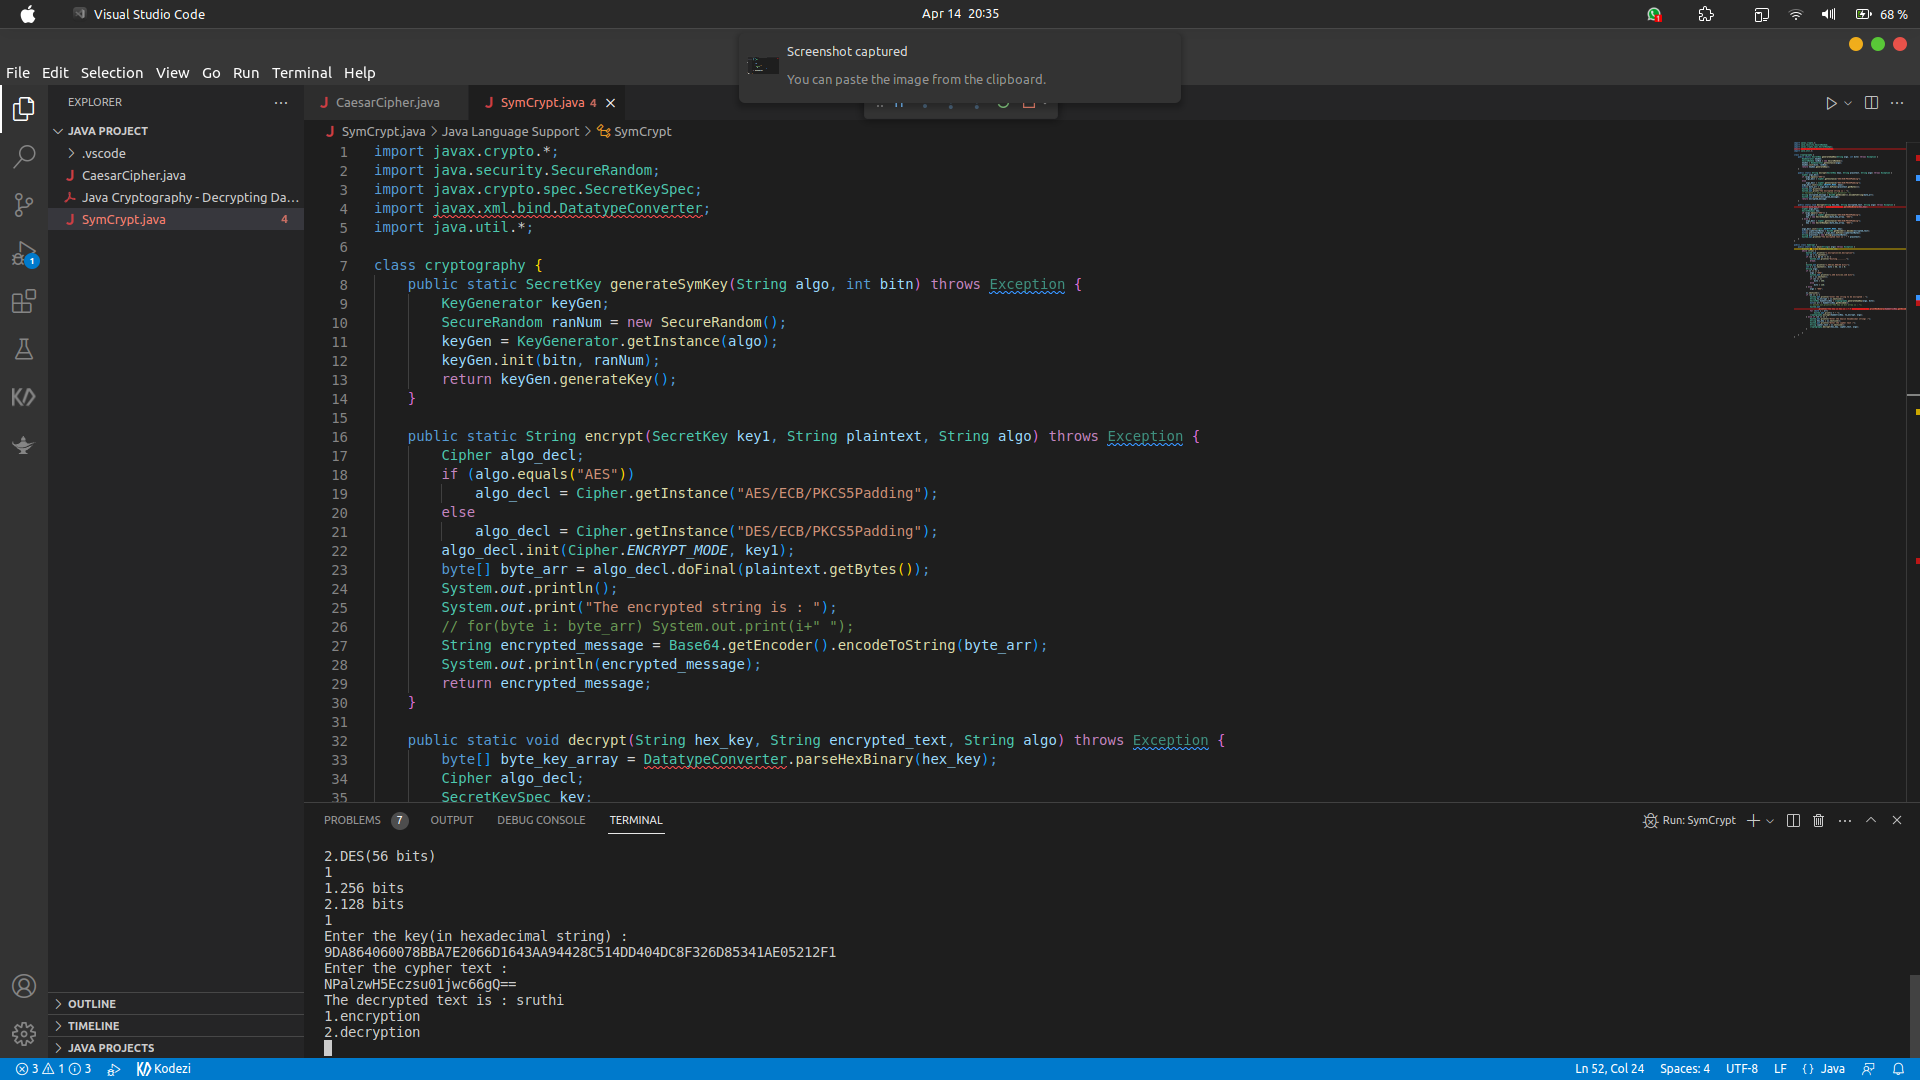 Visual Studio Code
Apr 14 20:35
68 %
Screenshot captured
You can paste the image from the clipboard.
File Edit Selection View Go Run Terminal Help
EXPLORER
CaesarCipher.java
SymCrypt.java 4
JAVA PROJECT
.vscode
CaesarCipher.java
Java Cryptography - Decrypting Da...
SymCrypt.java 4
1
SymCrypt.java > Java Language Support > SymCrypt
1 import javax.crypto.*;
2 import java.security.SecureRandom;
3 import javax.crypto.spec.SecretKeySpec;
4 import javax.xml.bind.DatatypeConverter;
5 import java.util.*;
6
7 class cryptography {
8 public static SecretKey generateSymKey(String algo, int bitn) throws Exception {
9 KeyGenerator keyGen;
10 SecureRandom ranNum = new SecureRandom();
11 keyGen = KeyGenerator.getInstance(algo);
12 keyGen.init(bitn, ranNum);
13 return keyGen.generateKey();
14 }
15
16 public static String encrypt(SecretKey key1, String plaintext, String algo) throws Exception {
17 Cipher algo_decl;
18 if (algo.equals("AES"))
19 algo_decl = Cipher.getInstance("AES/ECB/PKCS5Padding");
20 else
21 algo_decl = Cipher.getInstance("DES/ECB/PKCS5Padding");
22 algo_decl.init(Cipher.ENCRYPT_MODE, key1);
23 byte[] byte_arr = algo_decl.doFinal(plaintext.getBytes());
24 System.out.println();
25 System.out.print("The encrypted string is : ");
26 // for(byte i: byte_arr) System.out.print(i+" ");
27 String encrypted_message = Base64.getEncoder().encodeToString(byte_arr);
28 System.out.println(encrypted_message);
29 return encrypted_message;
30 }
31
32 public static void decrypt(String hex_key, String encrypted_text, String algo) throws Exception {
33 byte[] byte_key_array = DatatypeConverter.parseHexBinary(hex_key);
34 Cipher algo_decl;
35 SecretKeySpec key;
PROBLEMS 7 OUTPUT DEBUG CONSOLE TERMINAL
Run: SymCrypt
2.DES(56 bits)
1
1.256 bits
2.128 bits
1
Enter the key(in hexadecimal string) :
9DA864060078BBA7E2066D1643AA94428C514DD404DC8F326D85341AE05212F1
Enter the cypher text :
NPalzwH5Eczsu01jwc66gQ==
The decrypted text is : sruthi
1.encryption
2.decryption
OUTLINE
TIMELINE
JAVA PROJECTS
3 1 3 Kodezi
Ln 52, Col 24 Spaces: 4 UTF-8 LF {} Java